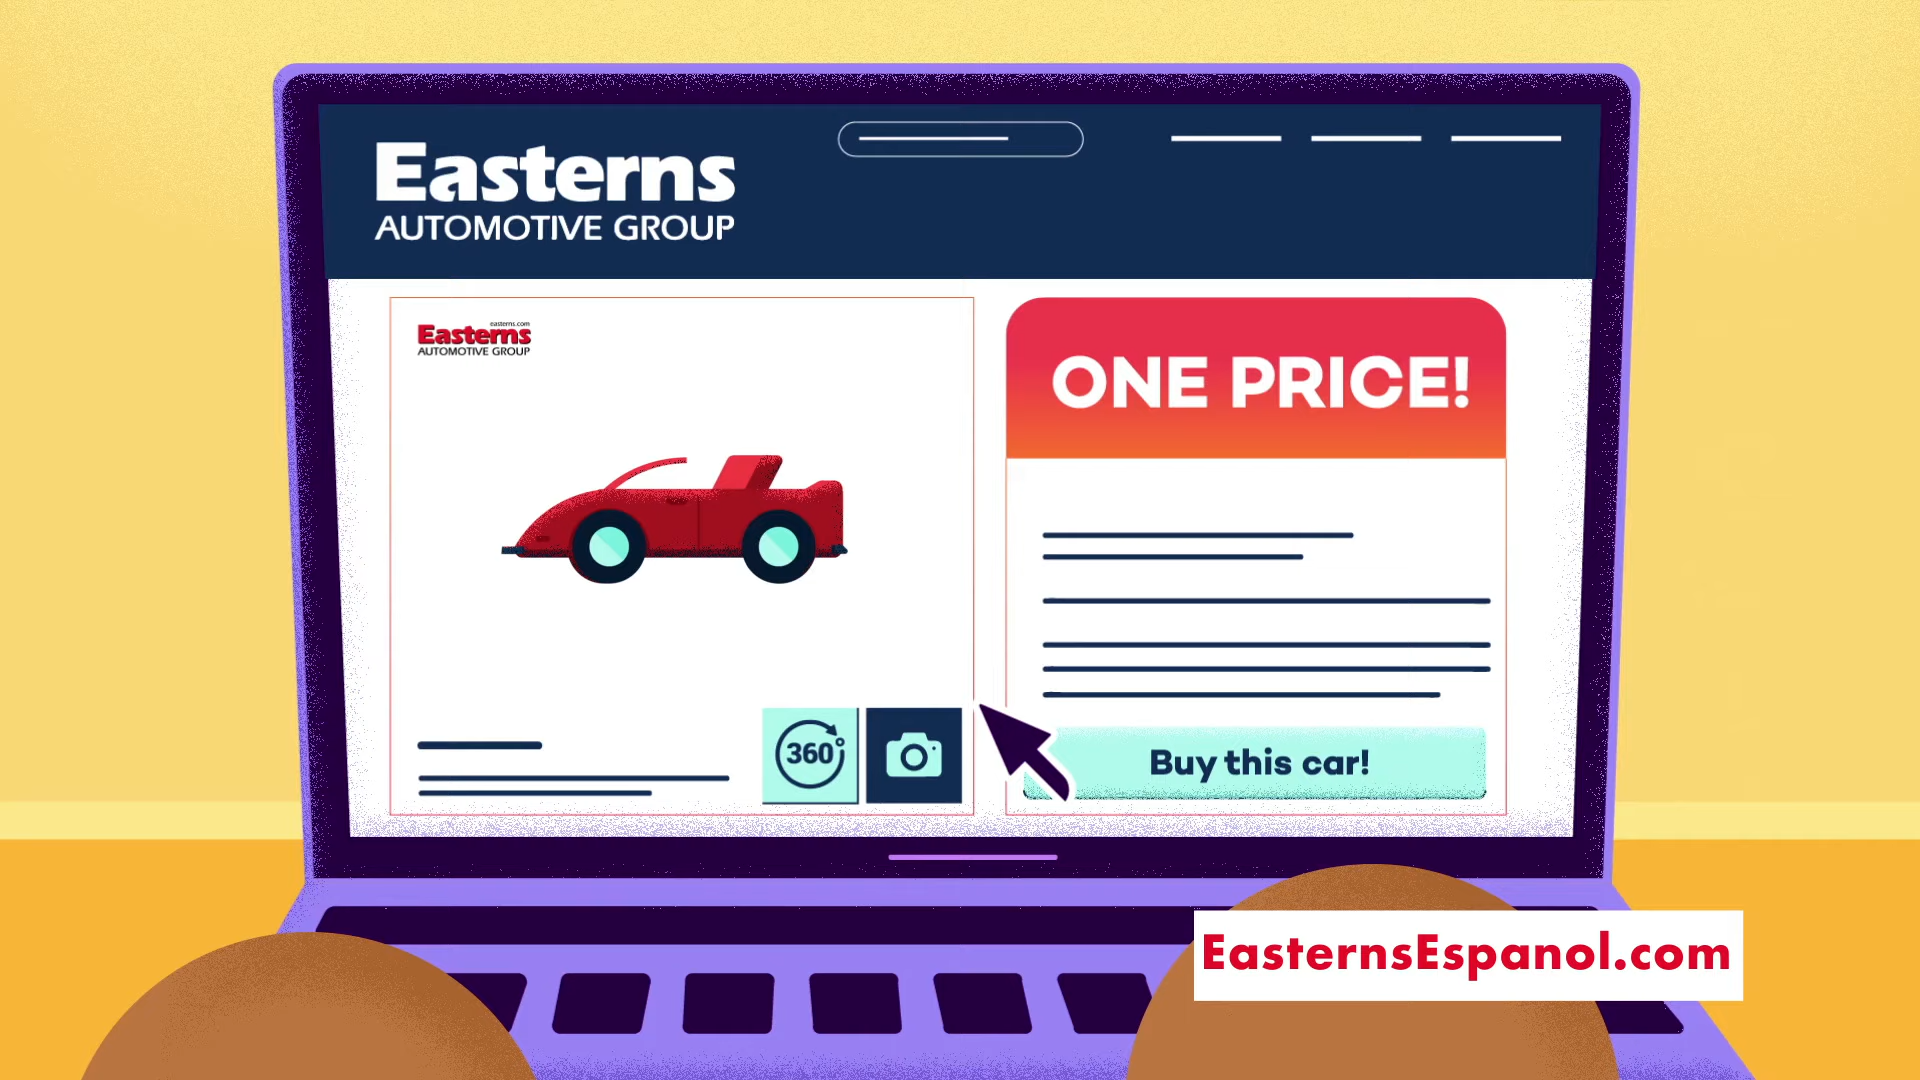 Easterns
AUTOMOTIVE GROUP
easterns.com
Easterns
AUTOMOTIVE GROUP
ONE PRICE!
360°
Buy this car!
EasternsEspanol.com